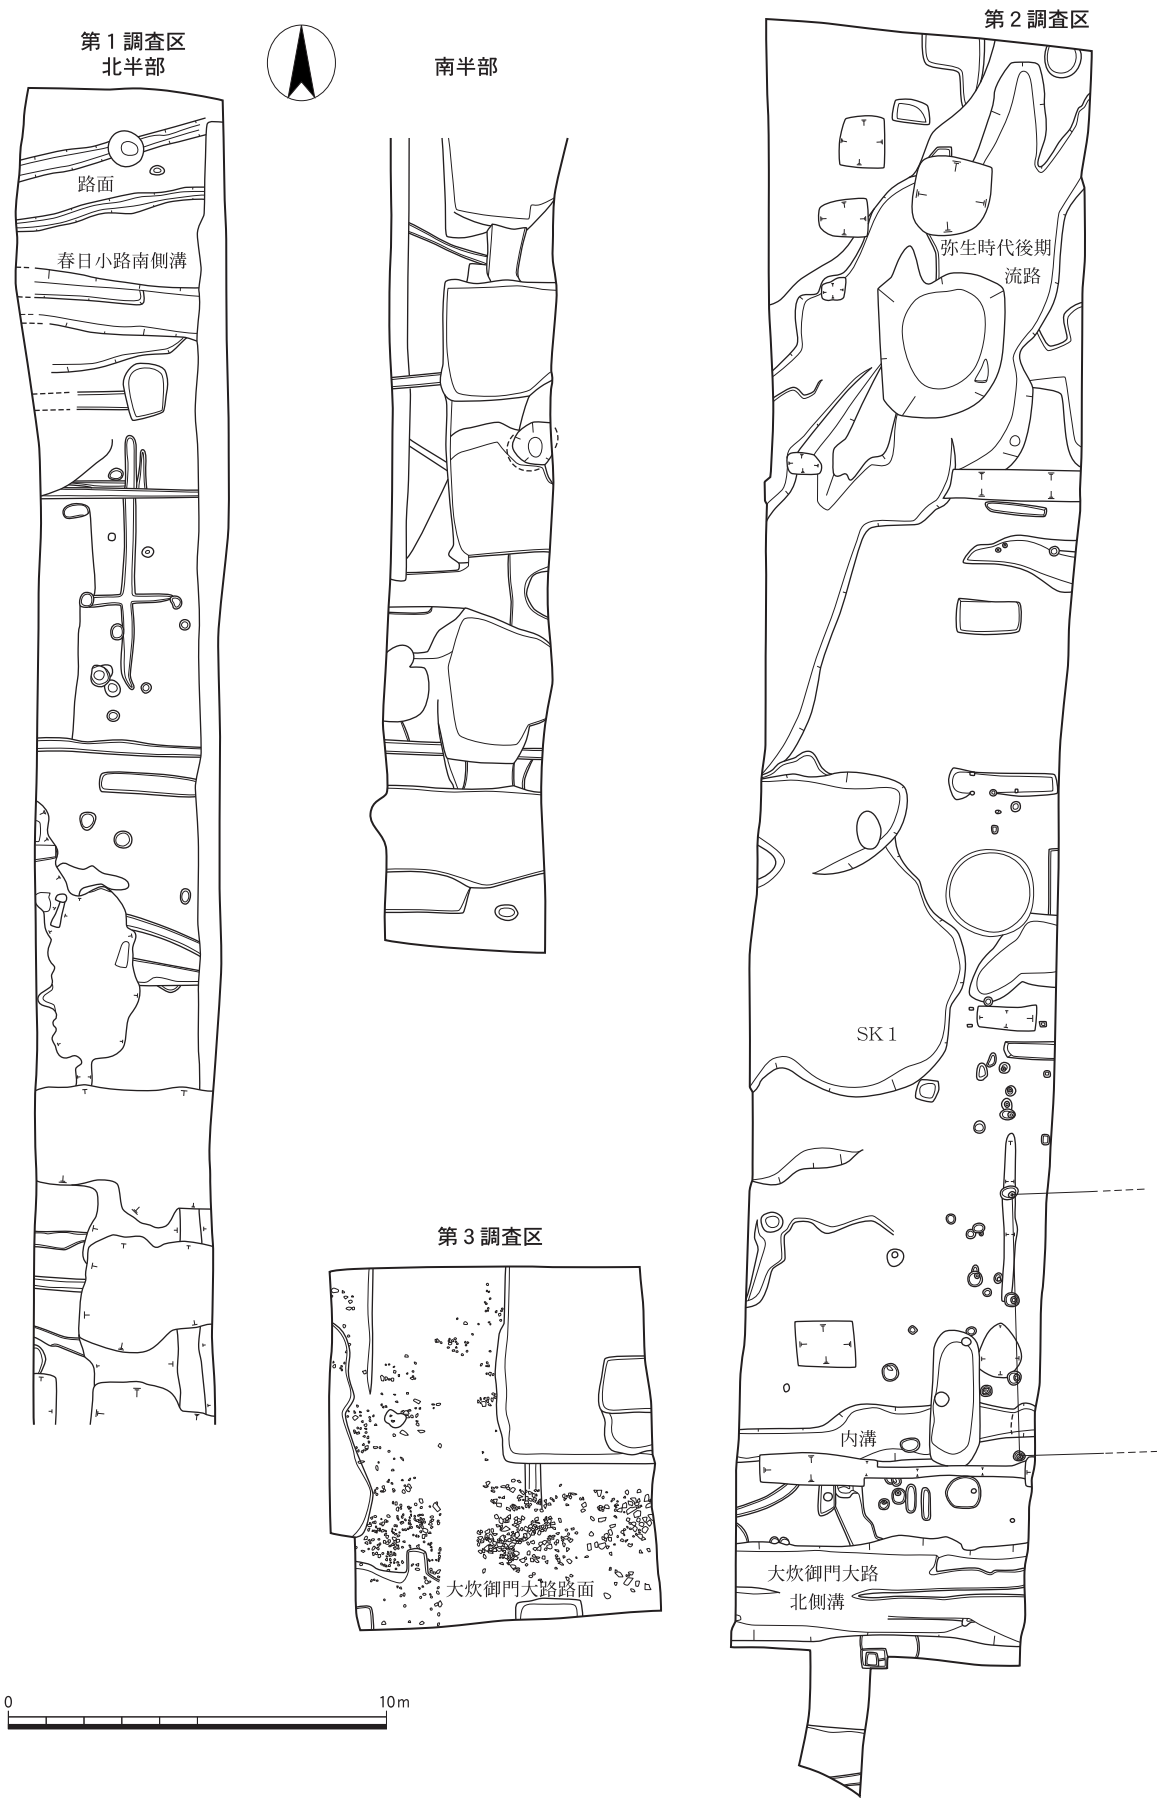 第1調査区
北半部
南半部
第2調査区
路面
春日小路南側溝
弥生時代後期
流路
SK1
第3調査区
内溝
大炊御門大路路面
大炊御門大路
北側溝
0
10m